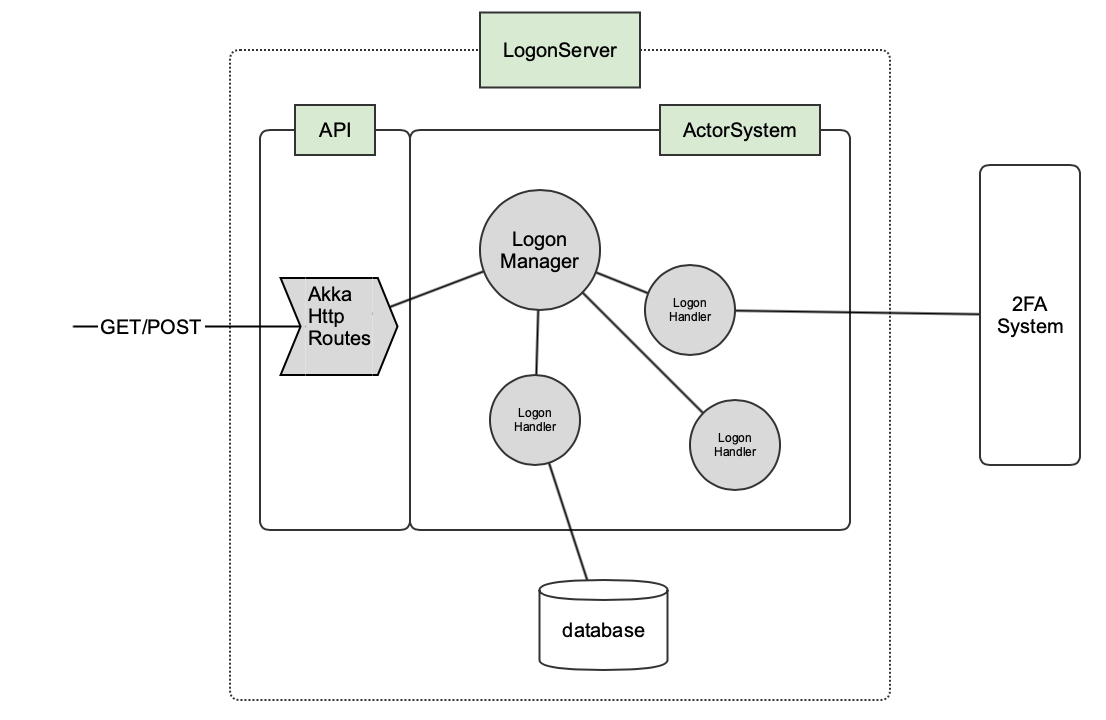 LogonServer
API
ActorSystem
Logon
Manager
Akka
Http
Routes
GET/POST
Logon
Handler
2FA
System
Logon
Handler
Logon
Handler
database